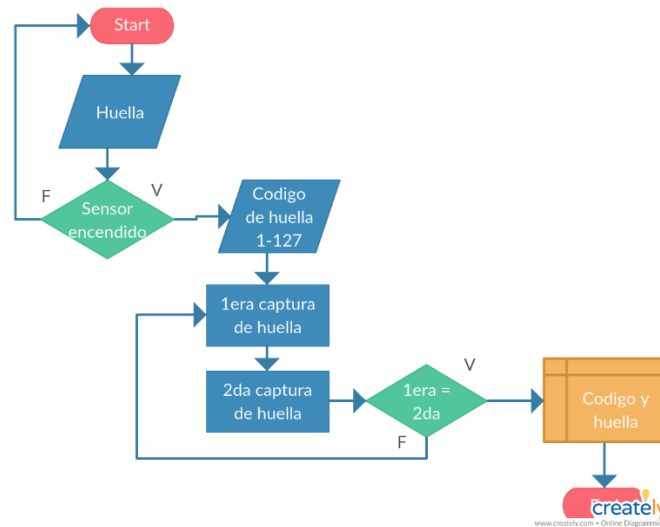 Start
Huella
F
V
Sensor
encendido
Codigo
de huella
1-127
1era captura
de huella
2da captura
de huella
1era =
2da
V
F
Codigo y
huella
creately
www.creately.com • Online Diagramming